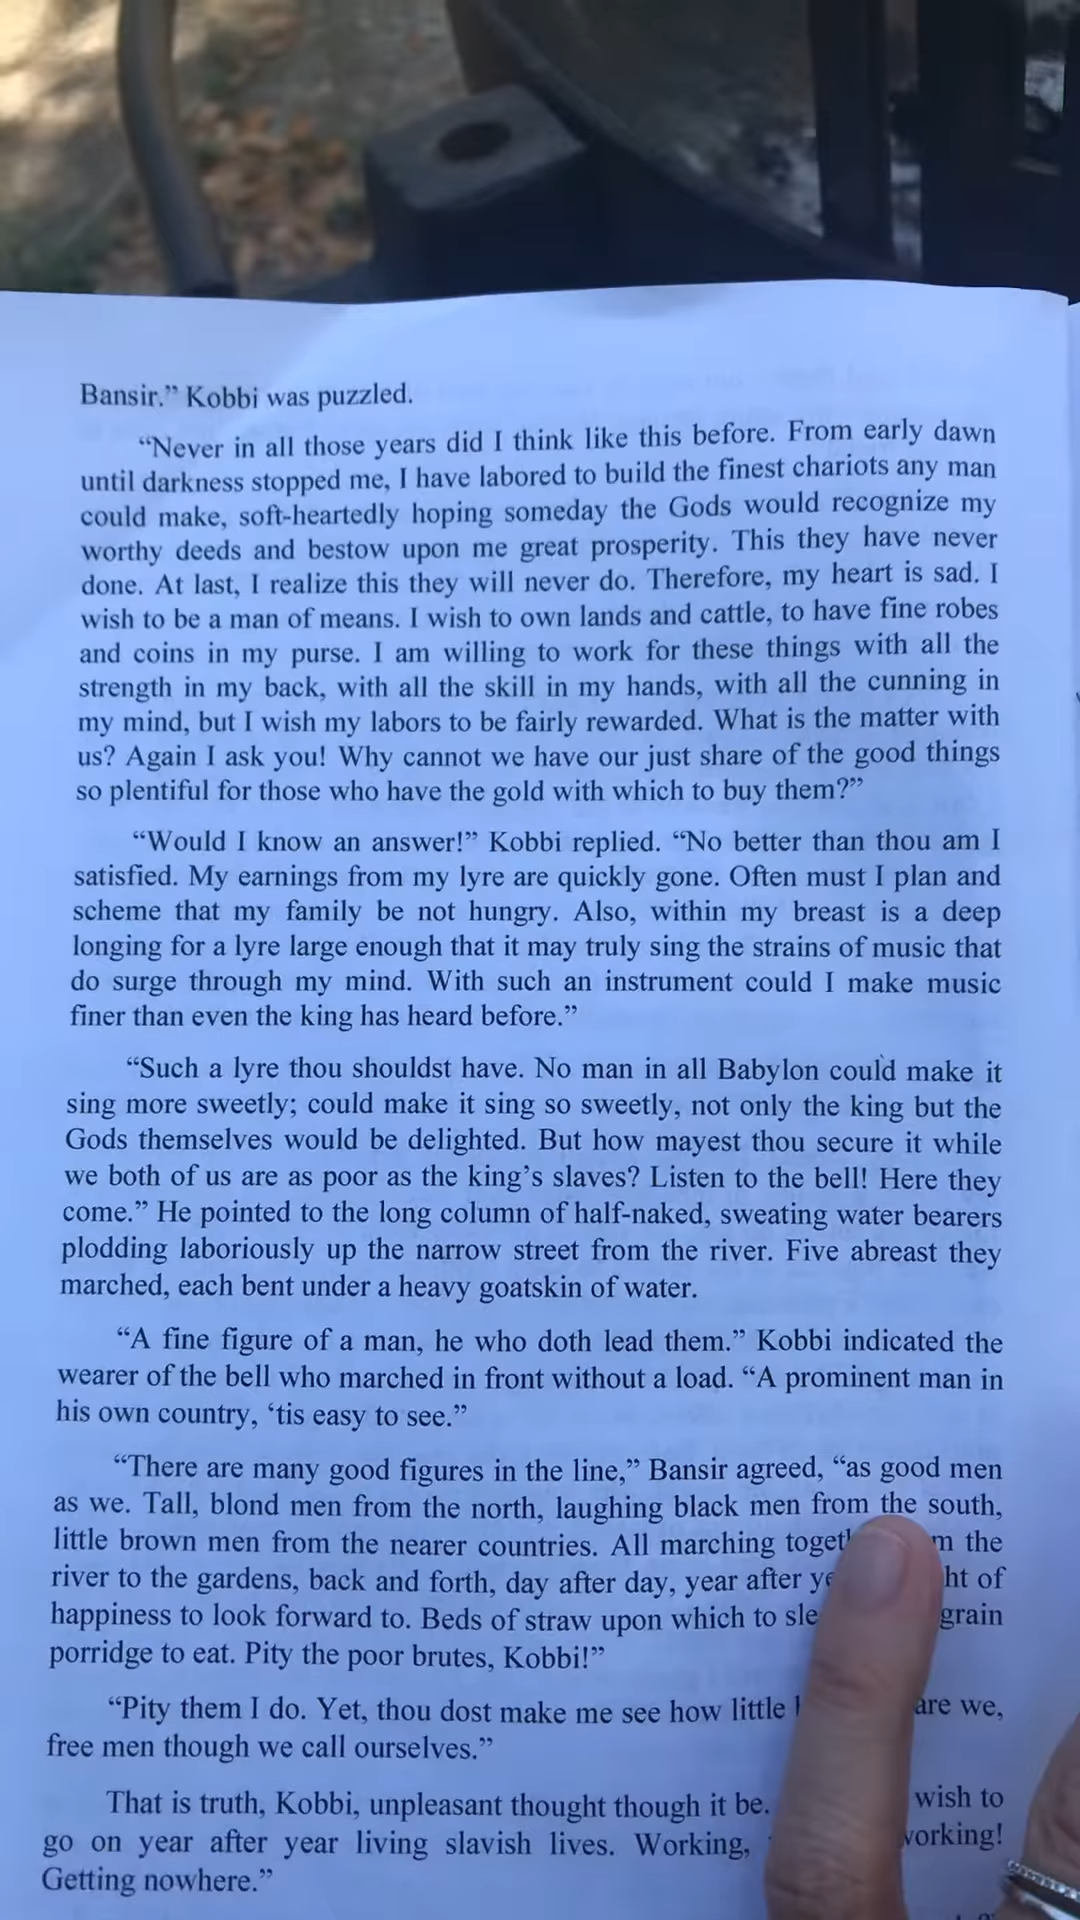 Bansir.” Kobbi was puzzled.
“Never in all those years did I think like this before. From early dawn
until darkness stopped me, I have labored to build the finest chariots any man
could make, soft-heartedly hoping someday the Gods would recognize my
worthy deeds and bestow upon me great prosperity. This they have never
done. At last, I realize this they will never do. Therefore, my heart is sad. I
wish to be a man of means. I wish to own lands and cattle, to have fine robes
and coins in my purse. I am willing to work for these things with all the
strength in my back, with all the skill in my hands, with all the cunning in
my mind, but I wish my labors to be fairly rewarded. What is the matter with
us? Again I ask you! Why cannot we have our just share of the good things
so plentiful for those who have the gold with which to buy them?”
“Would I know an answer!” Kobbi replied. “No better than thou am I
satisfied. My earnings from my lyre are quickly gone. Often must I plan and
scheme that my family be not hungry. Also, within my breast is a deep
longing for a lyre large enough that it may truly sing the strains of music that
do surge through my mind. With such an instrument could I make music
finer than even the king has heard before.”
“Such a lyre thou shouldst have. No man in all Babylon could make it
sing more sweetly; could make it sing so sweetly, not only the king but the
Gods themselves would be delighted. But how mayest thou secure it while
we both of us are as poor as the king’s slaves? Listen to the bell! Here they
come.” He pointed to the long column of half-naked, sweating water bearers
plodding laboriously up the narrow street from the river. Five abreast they
marched, each bent under a heavy goatskin of water.
“A fine figure of a man, he who doth lead them.” Kobbi indicated the
wearer of the bell who marched in front without a load. “A prominent man in
his own country, ‘tis easy to see.”
“There are many good figures in the line,” Bansir agreed, “as good men
as we. Tall, blond men from the north, laughing black men from the south,
little brown men from the nearer countries. All marching the
river to the gardens, back and forth, day after day, year after of
happiness to look forward to. Beds of straw upon which to grain
porridge to eat. Pity the poor brutes, Kobbi!”
“Pity them I do. Yet, thou dost make me see how little are we,
free men though we call ourselves.”
That is truth, Kobbi, unpleasant thought though it be. wish to
go on year after year living slavish lives. Working, working!
Getting nowhere.”